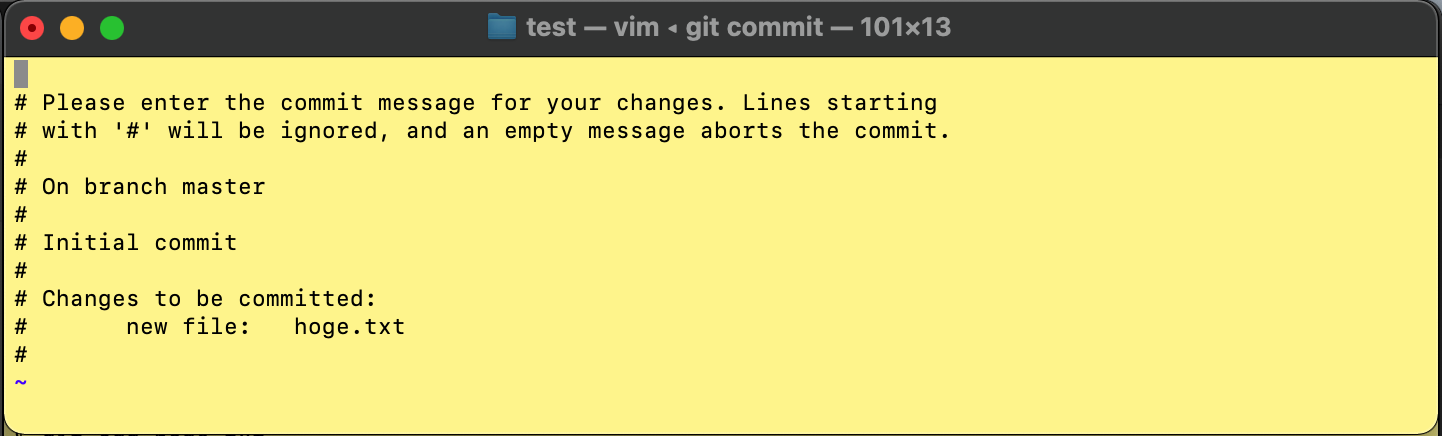 test — vim ◂ git commit — 101×13
# Please enter the commit message for your changes. Lines starting
# with '#' will be ignored, and an empty message aborts the commit.
#
# On branch master
#
# Initial commit
#
# Changes to be committed:
#       new file:   hoge.txt
#
~